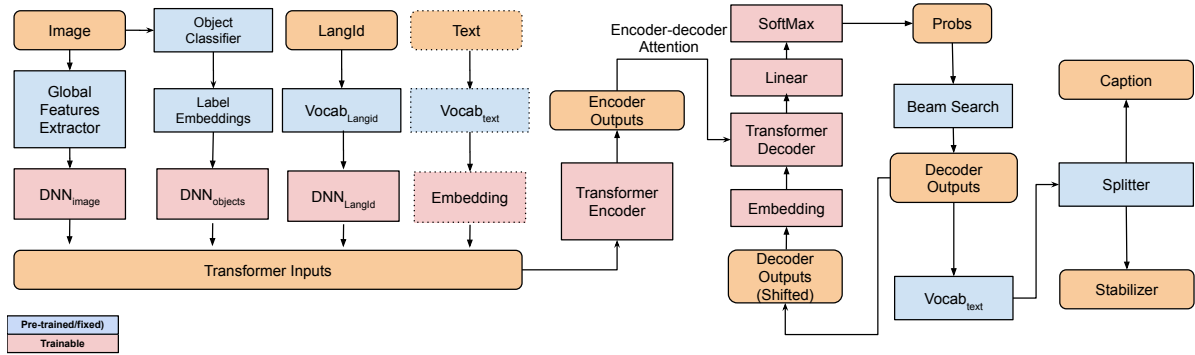 Image
Object
Classifier
LangId
Text
Global
Features
Extractor
Label
Embeddings
Vocab_Langid
Vocab_text
DNN_image
DNN_objects
DNN_LangId
Embedding
Transformer Inputs
Pre-trained/fixed)
Trainable
Encoder
Outputs
Transformer
Encoder
Encoder-decoder
Attention
SoftMax
Linear
Transformer
Decoder
Embedding
Decoder
Outputs
(Shifted)
Probs
Beam Search
Decoder
Outputs
Vocab_text
Caption
Splitter
Stabilizer